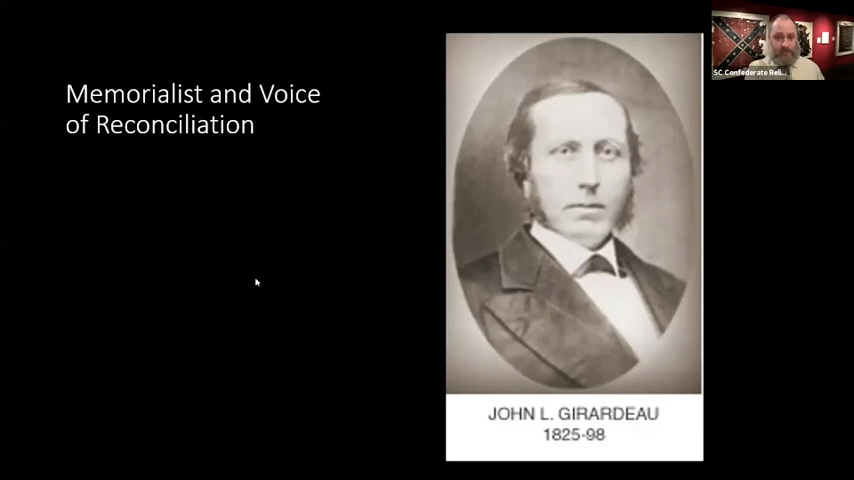 Memorialist and Voice
of Reconciliation
SC Confederate Reli...
JOHN L. GIRARDEAU
1825-98